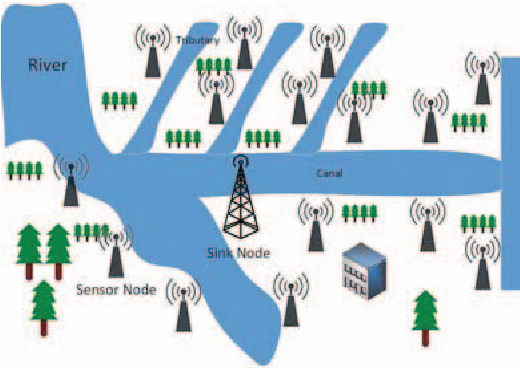 Tributary
River
Canal
Sink Node
Sensor Node